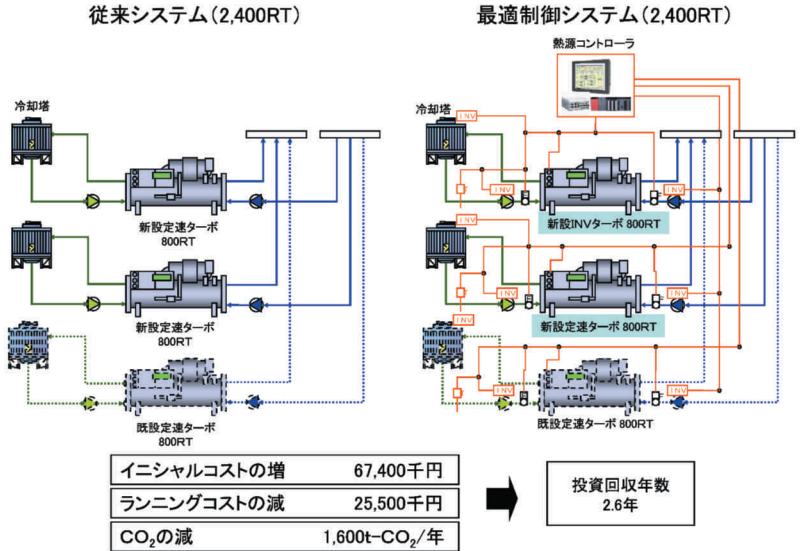 従来システム(2,400RT)
冷却塔
新設定速ターボ
800RT
新設定速ターボ
800RT
既設定速ターボ
800RT
最適制御システム(2,400RT)
熱源コントローラ
冷却塔
INV
INV
INV
新設INVターボ 800RT
INV
INV
INV
INV
新設定速ターボ 800RT
INV
INV
INV
既設定速ターボ 800RT
イニシャルコストの増 67,400千円
ランニングコストの減 25,500千円
CO₂の減 1,600t-CO₂/年
投資回収年数
2.6年